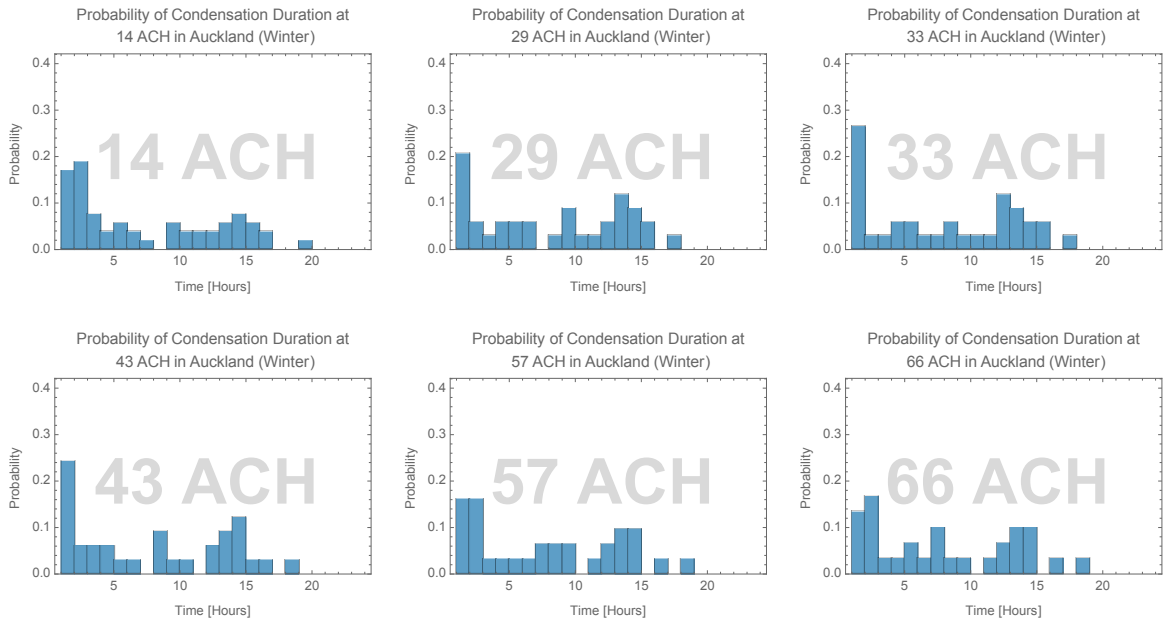 Probability of Condensation Duration at
14 ACH in Auckland (Winter)
0.4
0.3
0.2
0.1
0.0
Probability
14 ACH
5 10 15 20
Time [Hours]
Probability of Condensation Duration at
29 ACH in Auckland (Winter)
0.4
0.3
0.2
0.1
0.0
Probability
29 ACH
5 10 15 20
Time [Hours]
Probability of Condensation Duration at
33 ACH in Auckland (Winter)
0.4
0.3
0.2
0.1
0.0
Probability
33 ACH
5 10 15 20
Time [Hours]
Probability of Condensation Duration at
43 ACH in Auckland (Winter)
0.4
0.3
0.2
0.1
0.0
Probability
43 ACH
5 10 15 20
Time [Hours]
Probability of Condensation Duration at
57 ACH in Auckland (Winter)
0.4
0.3
0.2
0.1
0.0
Probability
57 ACH
5 10 15 20
Time [Hours]
Probability of Condensation Duration at
66 ACH in Auckland (Winter)
0.4
0.3
0.2
0.1
0.0
Probability
66 ACH
5 10 15 20
Time [Hours]